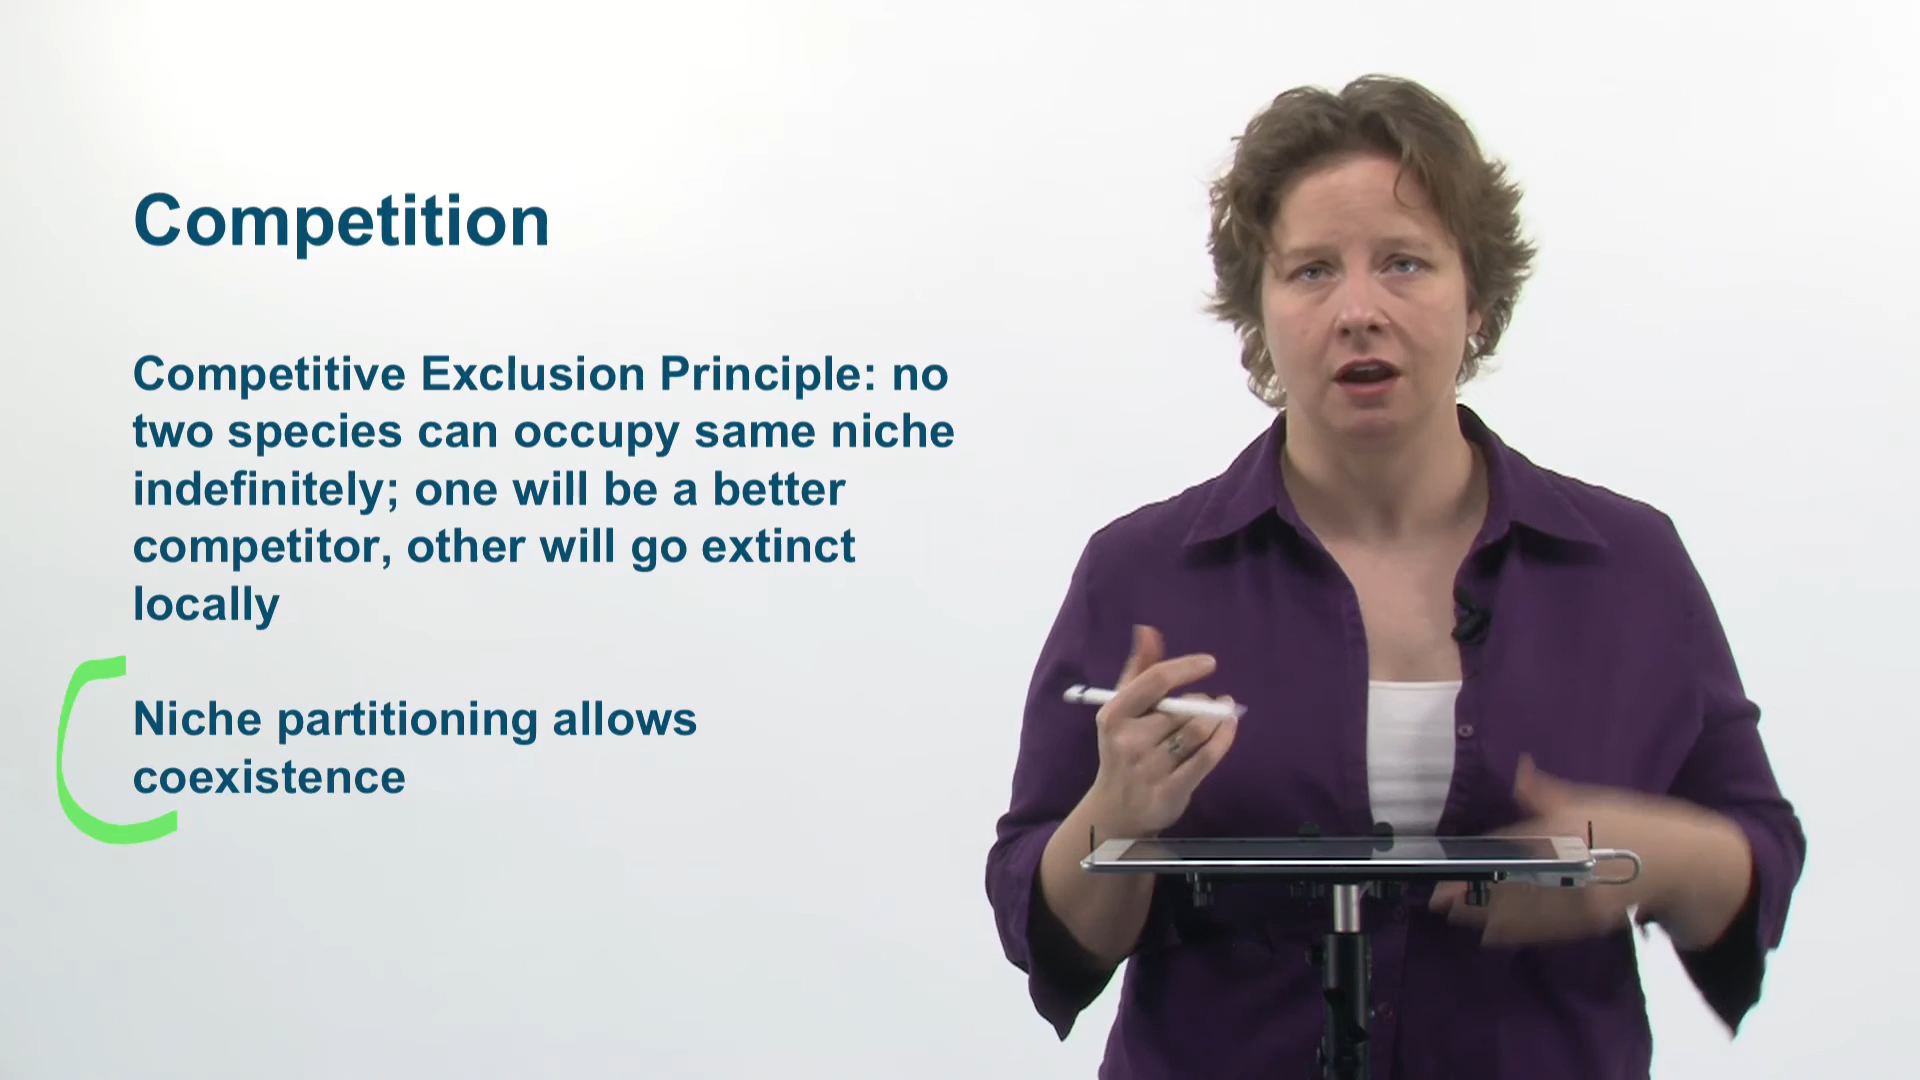 Competition
Competitive Exclusion Principle: no
two species can occupy same niche
indefinitely; one will be a better
competitor, other will go extinct
locally
Niche partitioning allows
coexistence